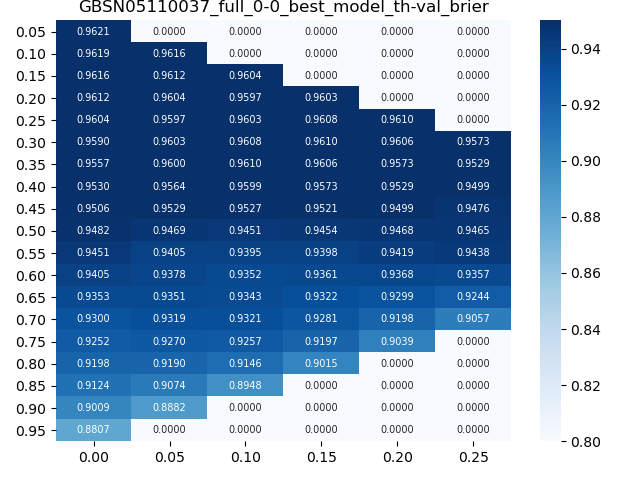 GBSN05110037_full_0-0_best_model_th-val_brier
0.05 0.9621 0.0000 0.0000 0.0000 0.0000 0.0000
0.10 0.9619 0.9616 0.0000 0.0000 0.0000 0.0000
0.15 0.9616 0.9612 0.9604 0.0000 0.0000 0.0000
0.20 0.9612 0.9604 0.9597 0.9603 0.0000 0.0000
0.25 0.9604 0.9597 0.9603 0.9608 0.9610 0.0000
0.30 0.9590 0.9603 0.9608 0.9610 0.9606 0.9573
0.35 0.9557 0.9600 0.9610 0.9606 0.9573 0.9529
0.40 0.9530 0.9564 0.9599 0.9573 0.9529 0.9499
0.45 0.9506 0.9529 0.9527 0.9521 0.9499 0.9476
0.50 0.9482 0.9469 0.9451 0.9454 0.9468 0.9465
0.55 0.9451 0.9405 0.9395 0.9398 0.9419 0.9438
0.60 0.9405 0.9378 0.9352 0.9361 0.9368 0.9357
0.65 0.9353 0.9351 0.9343 0.9322 0.9299 0.9244
0.70 0.9300 0.9319 0.9321 0.9281 0.9198 0.9057
0.75 0.9252 0.9270 0.9257 0.9197 0.9039 0.0000
0.80 0.9198 0.9190 0.9146 0.9015 0.0000 0.0000
0.85 0.9124 0.9074 0.8948 0.0000 0.0000 0.0000
0.90 0.9009 0.8882 0.0000 0.0000 0.0000 0.0000
0.95 0.8807 0.0000 0.0000 0.0000 0.0000 0.0000
0.00 0.05 0.10 0.15 0.20 0.25
0.94
0.92
0.90
0.88
0.86
0.84
0.82
0.80